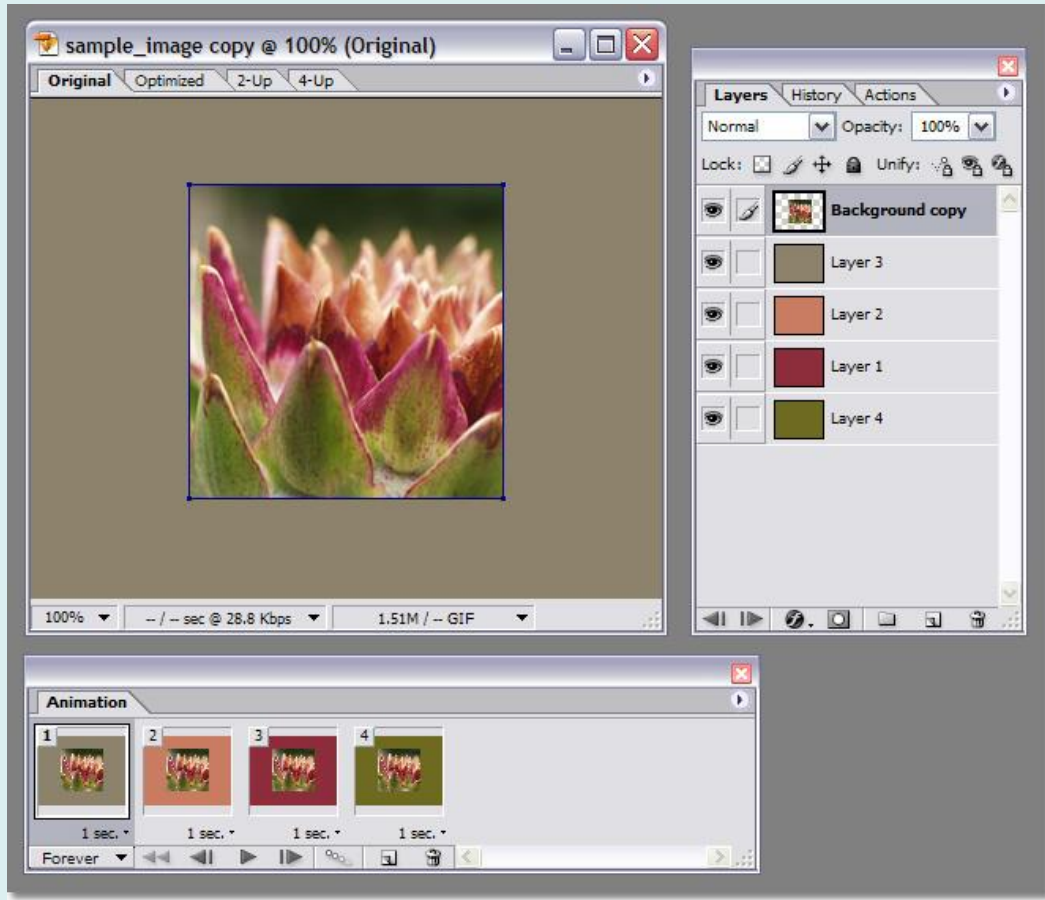 sample_image copy @ 100% (Original)
Original Optimized 2-Up 4-Up
100% -- / -- sec @ 28.8 Kbps 1.51M / -- GIF
Layers History Actions
Normal Opacity: 100%
Lock: Unify:
Background copy
Layer 3
Layer 2
Layer 1
Layer 4
Animation
1 2 3 4
1 sec. 1 sec. 1 sec. 1 sec.
Forever